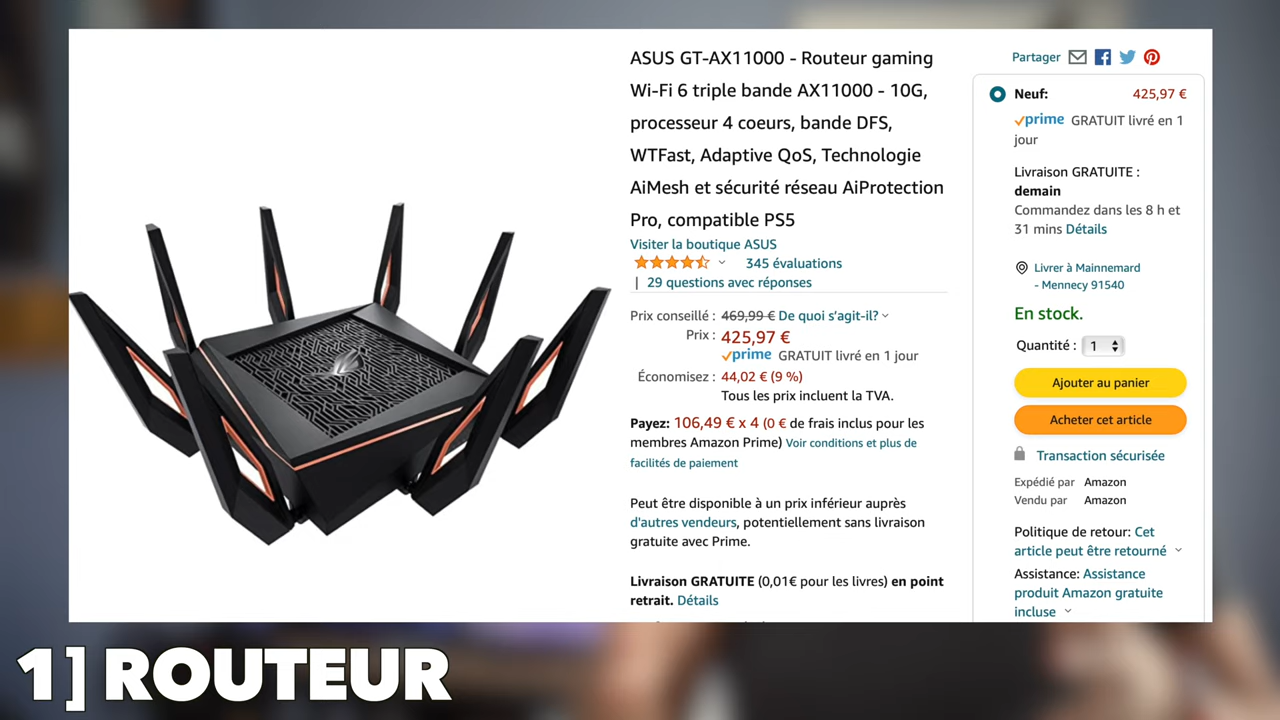 ASUS GT-AX11000 - Routeur gaming
Wi-Fi 6 triple bande AX11000 - 10G,
processeur 4 coeurs, bande DFS,
WTFast, Adaptive QoS, Technologie
AiMesh et sécurité réseau AiProtection
Pro, compatible PS5
Visiter la boutique ASUS
345 évaluations
| 29 questions avec réponses
Prix conseillé : 469,99 € De quoi s'agit-il?
Prix : 425,97 €
prime GRATUIT livré en 1 jour
Économisez : 44,02 € (9 %)
Tous les prix incluent la TVA.
Payez: 106,49 € x 4 (0 € de frais inclus pour les
membres Amazon Prime) Voir conditions et plus de
facilités de paiement
Peut être disponible à un prix inférieur auprès
d'autres vendeurs, potentiellement sans livraison
gratuite avec Prime.
Livraison GRATUITE (0,01€ pour les livres) en point
retrait. Détails
Partager
Neuf: 425,97 €
prime GRATUIT livré en 1
jour
Livraison GRATUITE :
demain
Commandez dans les 8 h et
31 mins Détails
Livrer à Mainnemard
- Mennecy 91540
En stock.
Quantité : 1
Ajouter au panier
Acheter cet article
Transaction sécurisée
Expédié par Amazon
Vendu par Amazon
Politique de retour: Cet
article peut être retourné
Assistance: Assistance
produit Amazon gratuite
incluse
1] ROUTEUR